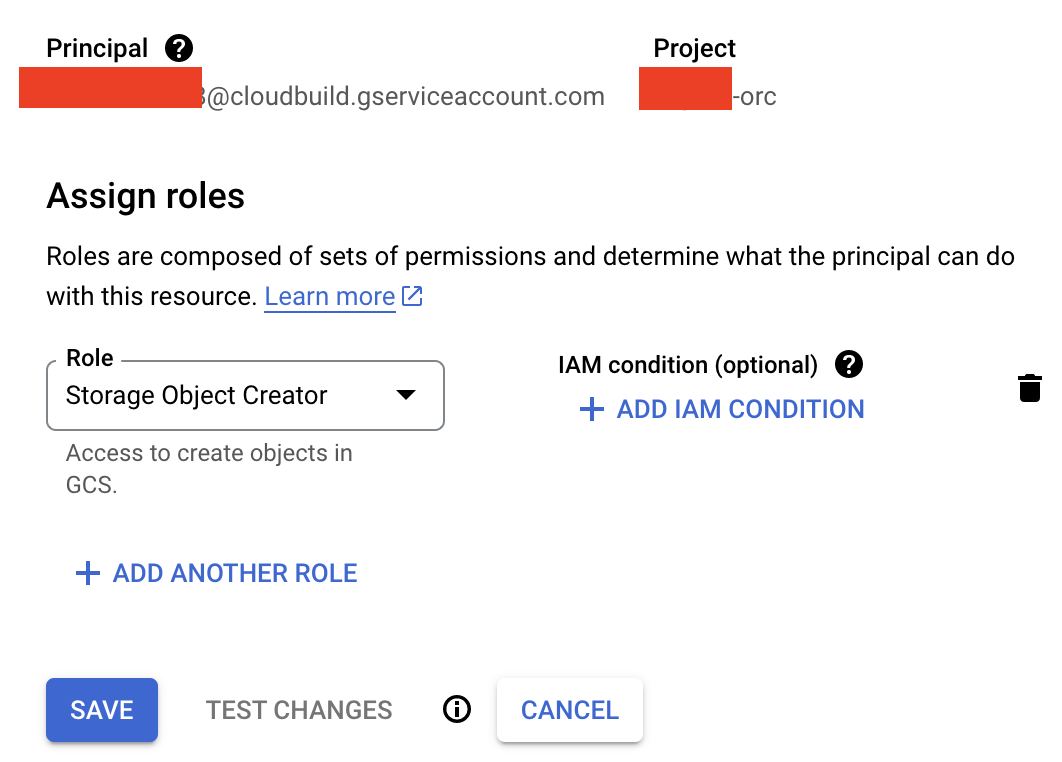 Principal
Project
@cloudbuild.gserviceaccount.com
-orc
Assign roles
Roles are composed of sets of permissions and determine what the principal can do
with this resource. Learn more
Role
Storage Object Creator
IAM condition (optional)
+ ADD IAM CONDITION
Access to create objects in
GCS.
+ ADD ANOTHER ROLE
SAVE
TEST CHANGES
CANCEL